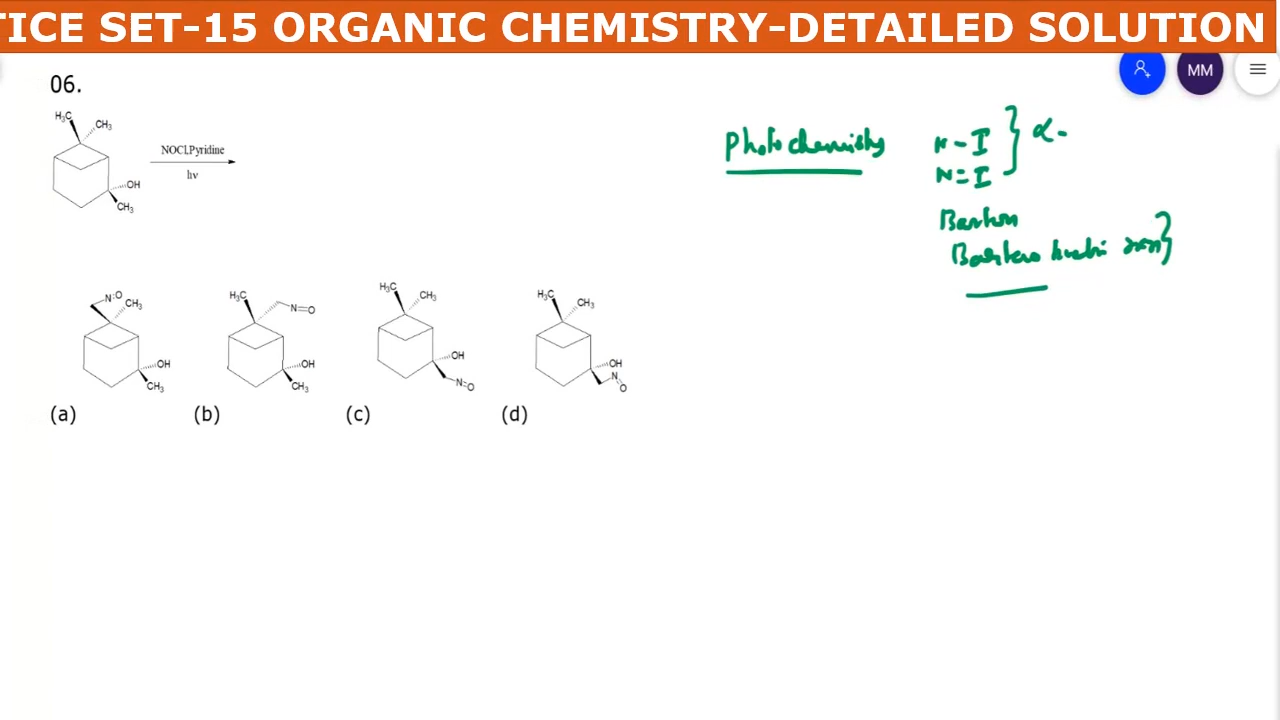 TICE SET-15 ORGANIC CHEMISTRY-DETAILED SOLUTION
MM
06.
H₃C
CH₃
NOCl,Pyridine
hν
OH
CH₃
Photochemistry
N-I
N=I
α-
Barton
N=O
CH₃
OH
CH₃
H₃C
N=O
OH
CH₃
H₃C
CH₃
OH
N=O
H₃C
CH₃
OH
N=O
(a) (b) (c) (d)